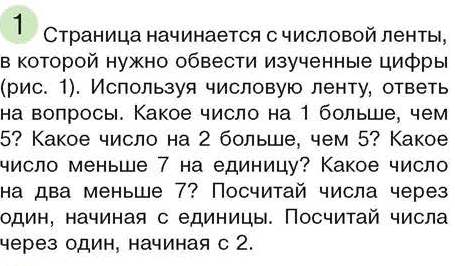 1
Страница начинается с числовой ленты,
в которой нужно обвести изученные цифры
(рис. 1). Используя числовую ленту, ответь
на вопросы. Какое число на 1 больше, чем
5? Какое число на 2 больше, чем 5? Какое
число меньше 7 на единицу? Какое число
на два меньше 7? Посчитай числа через
один, начиная с единицы. Посчитай числа
через один, начиная с 2.